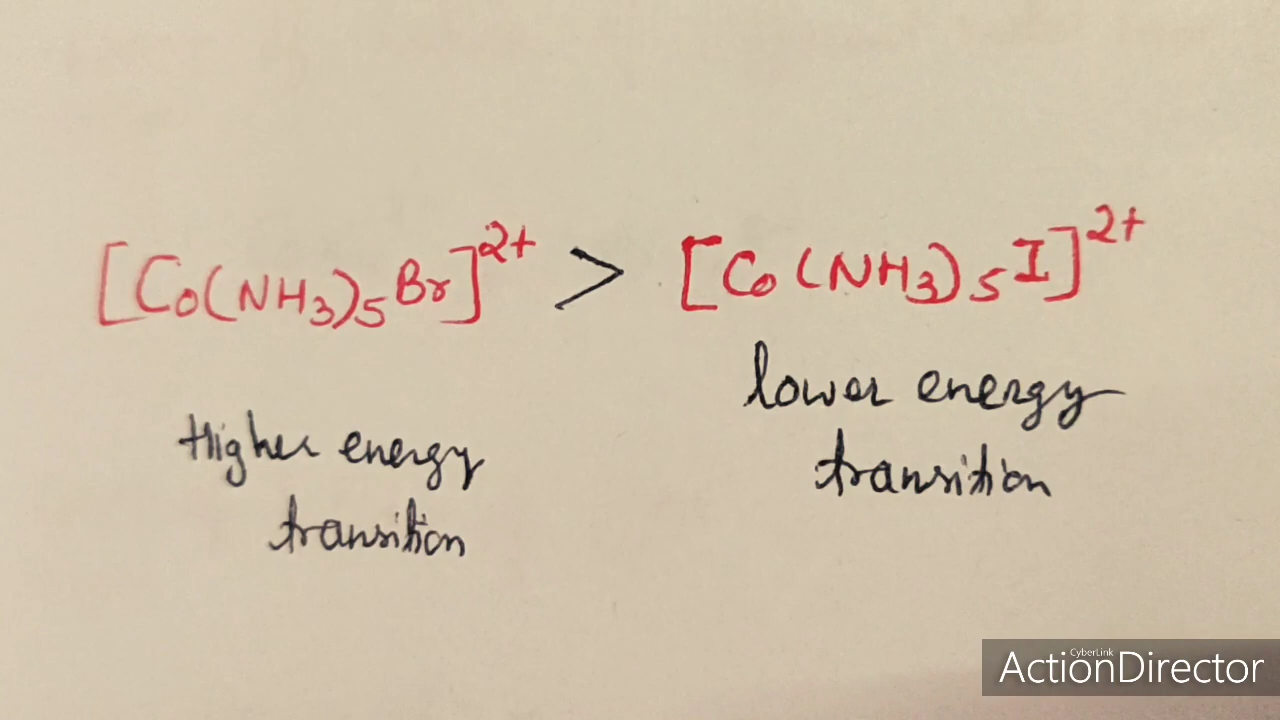 [Co(NH₃)₅Br]²⁺ > [Co(NH₃)₅I]²⁺
Higher energy
transition
lower energy
transition
CyberLink
ActionDirector